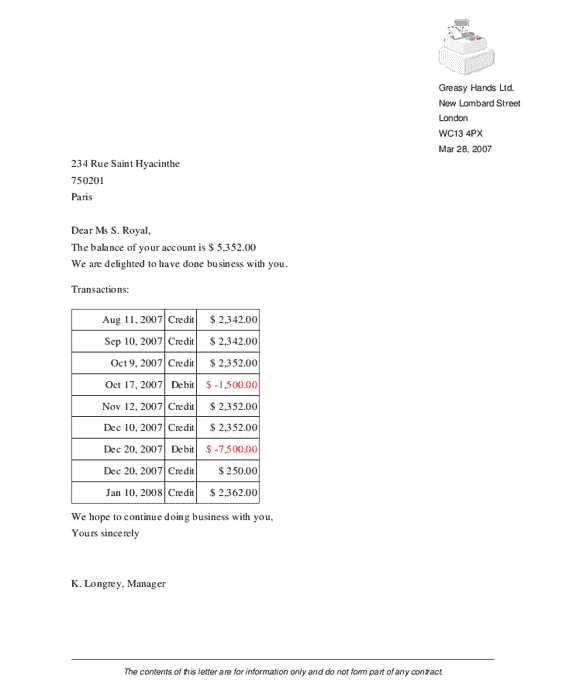 Greasy Hands Ltd.
New Lombard Street
London
WC13 4PX
Mar 28, 2007
234 Rue Saint Hyacinthe
750201
Paris
Dear Ms S. Royal,
The balance of your account is $ 5,352.00
We are delighted to have done business with you.
Transactions:
Aug 11, 2007 Credit $ 2,342.00
Sep 10, 2007 Credit $ 2,342.00
Oct 9, 2007 Credit $ 2,352.00
Oct 17, 2007 Debit $ -1,500.00
Nov 12, 2007 Credit $ 2,352.00
Dec 10, 2007 Credit $ 2,352.00
Dec 20, 2007 Debit $ -7,500.00
Dec 20, 2007 Credit $ 250.00
Jan 10, 2008 Credit $ 2,362.00
We hope to continue doing business with you,
Yours sincerely
K. Longrey, Manager
The contents of this letter are for information only and do not form part of any contract.